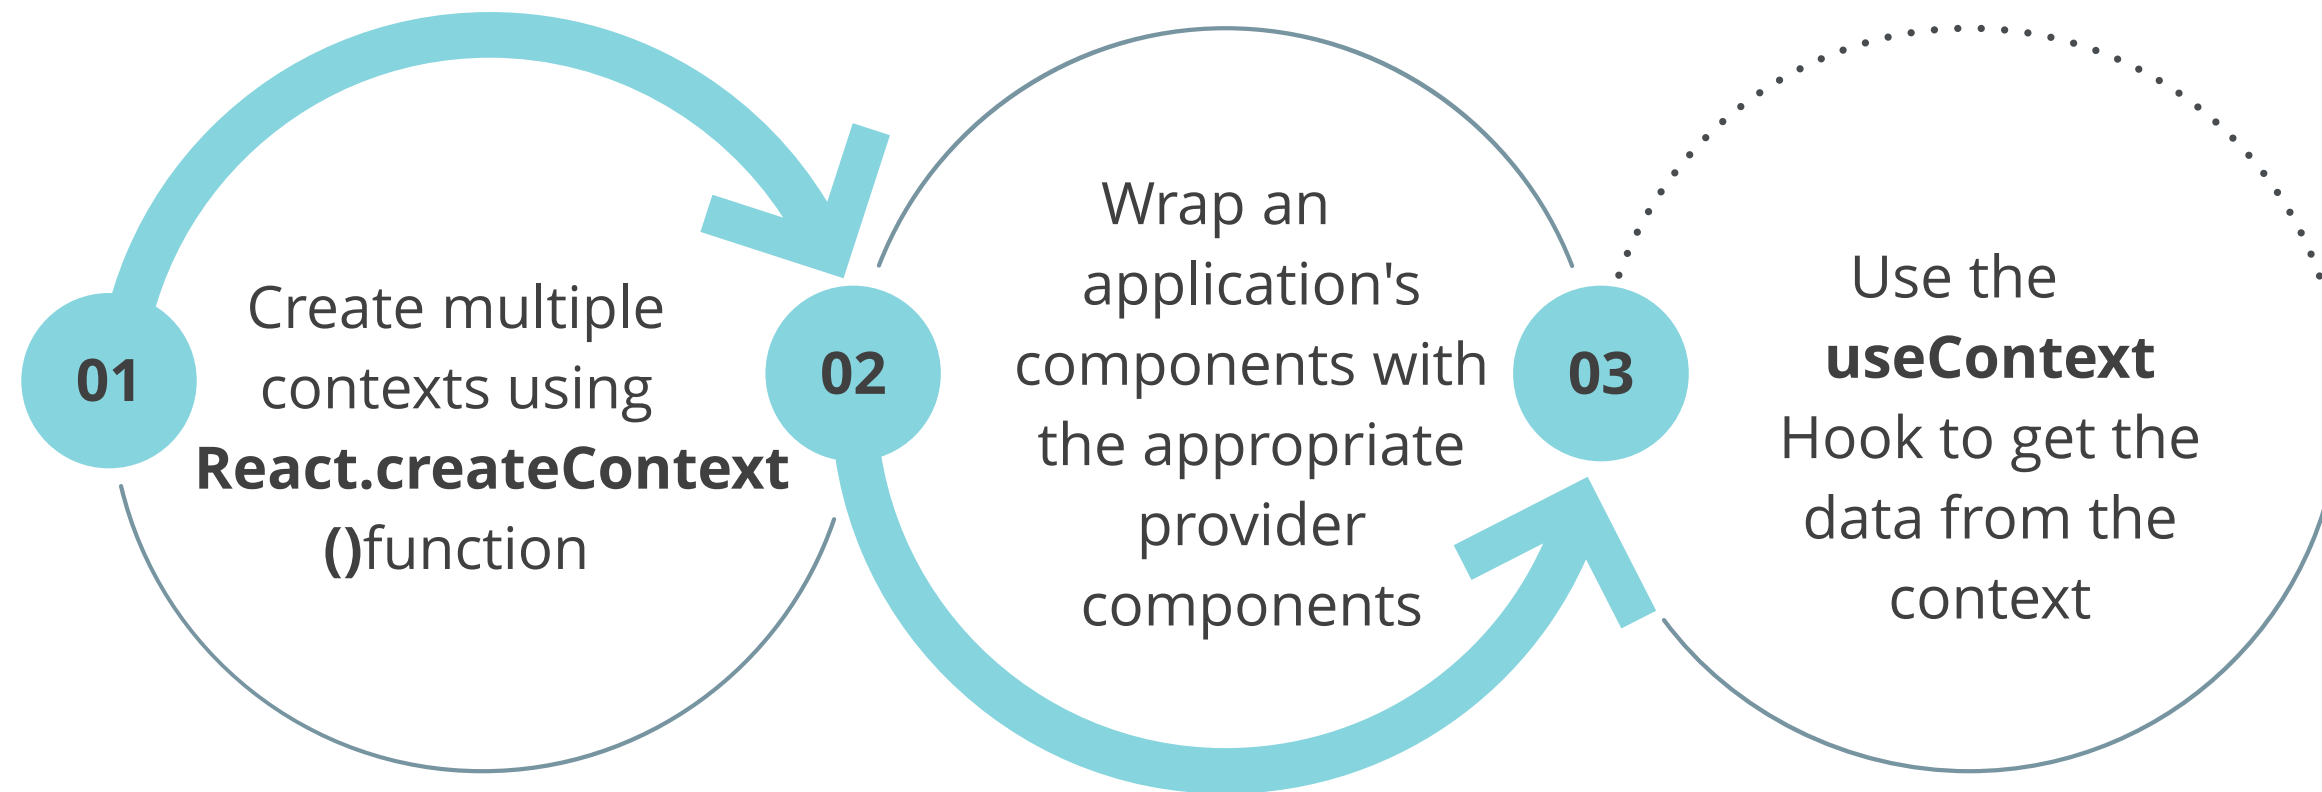 01
Create multiple
contexts using
React.createContext
()function
02
Wrap an
application's
components with
the appropriate
provider
components
03
Use the
useContext
Hook to get the
data from the
context